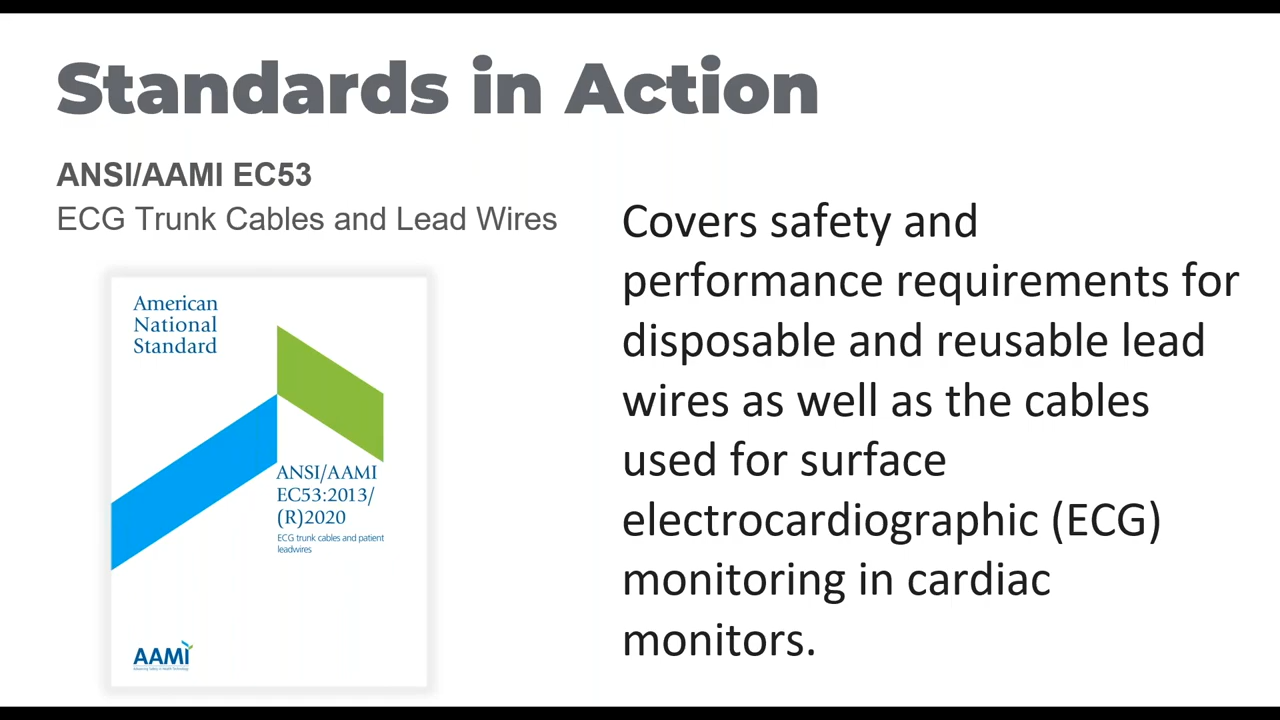 Standards in Action
ANSI/AAMI EC53
ECG Trunk Cables and Lead Wires
American
National
Standard
ANSI/AAMI
EC53:2013/
(R)2020
ECG trunk cables and patient
leadwires
AAMI
Covers safety and
performance requirements for
disposable and reusable lead
wires as well as the cables
used for surface
electrocardiographic (ECG)
monitoring in cardiac
monitors.